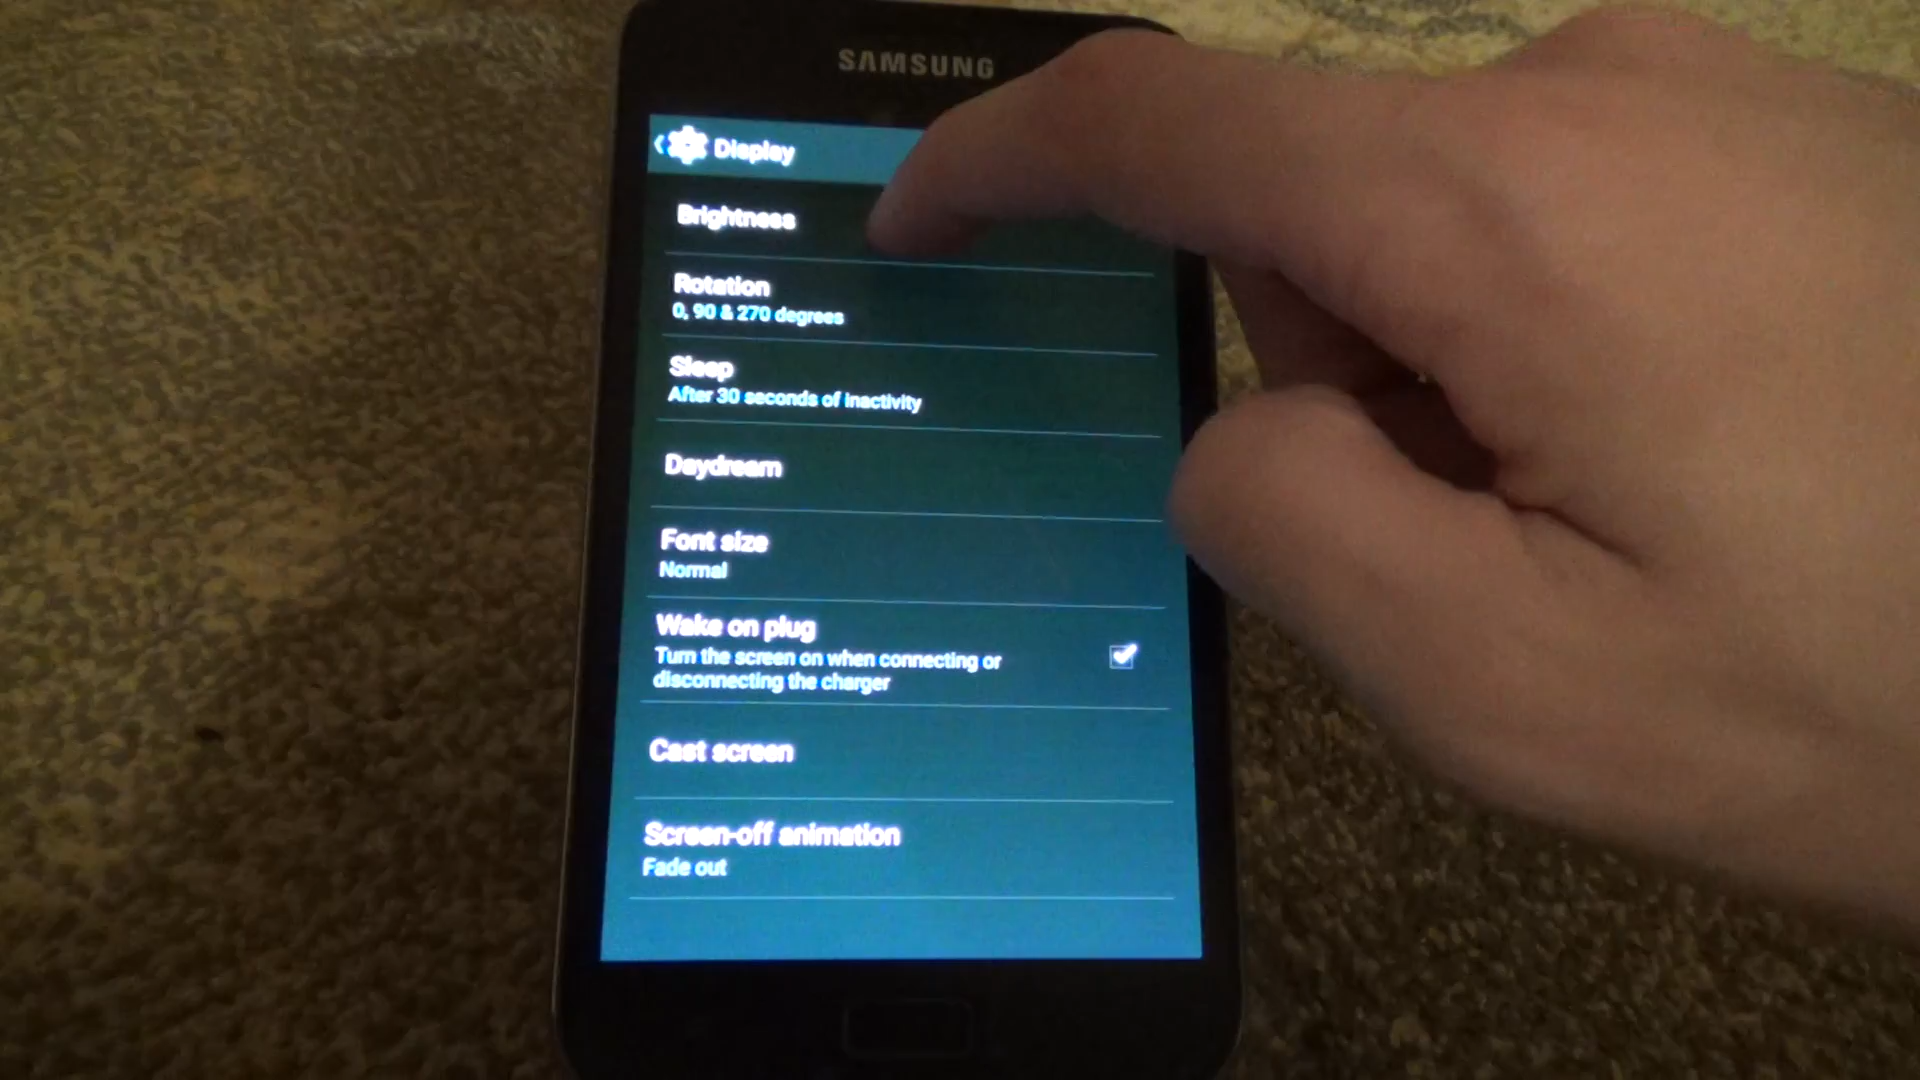 SAMSUNG
Display
Brightness
Rotation
0, 90 & 270 degrees
Sleep
After 30 seconds of inactivity
Daydream
Font size
Normal
Wake on plug
Turn the screen on when connecting or
disconnecting the charger
Cast screen
Screen-off animation
Fade out